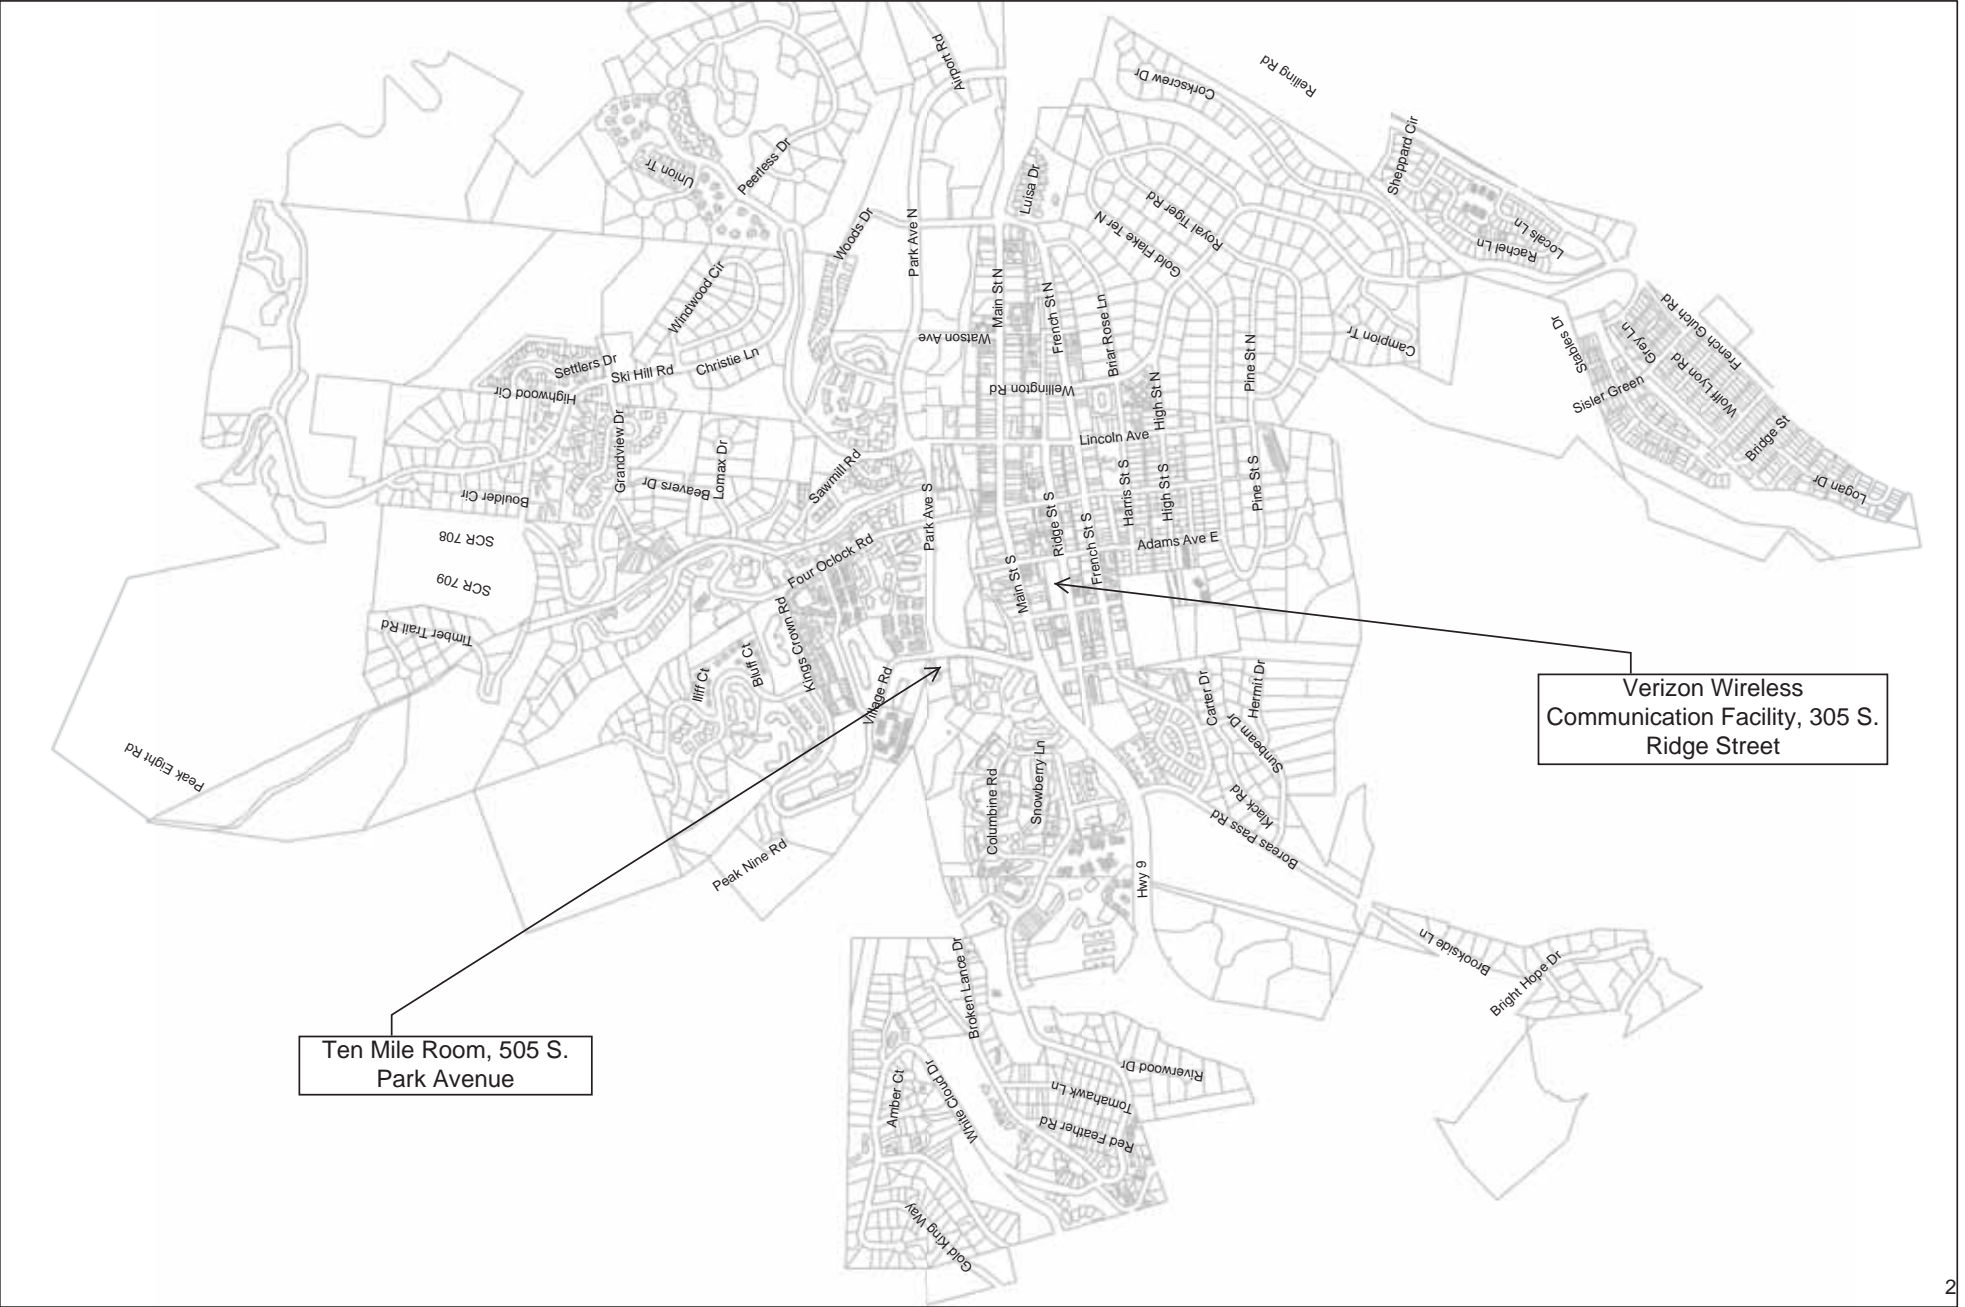 Airport Rd
Reiling Rd
Corkscrew Dr
Sheppard Cir
Peerless Dr
Union Tr
Luisa Dr
Royal Tiger Rd
Woods Dr
Park Ave N
Gold Flake Ter N
Locals Ln
Rachel Ln
Windwood Cir
Main St N
French St N
Briar Rose Ln
French Gulch Rd
Watson Ave
Pine St N
Campion Tr
Stables Dr
Grey Ln
Settlers Dr
Ski Hill Rd
Christie Ln
Highwood Cir
Wellington Rd
High St N
Wolff Lyon Rd
Sisler Green
Grandview Dr
Lincoln Ave
Bridge St
Lomax Dr
Beavers Dr
Sawmill Rd
Boulder Cir
Park Ave S
Harris St S
High St S
Pine St S
Logan Dr
SCR 708
Ridge St S
French St S
Adams Ave E
Four Oclock Rd
SCR 709
Main St S
Timber Trail Rd
Kings Crown Rd
Bluff Ct
Iliff Ct
Village Rd
Carter Dr
Hermit Dr
Verizon Wireless
Communication Facility, 305 S.
Ridge Street
Sunbeam Dr
Peak Eight Rd
Columbine Rd
Snowberry Ln
Klack Rd
Boreas Pass Rd
Peak Nine Rd
Hwy 9
Brookside Ln
Bright Hope Dr
Broken Lance Dr
Ten Mile Room, 505 S.
Park Avenue
Riverwood Dr
Amber Ct
White Cloud Dr
Tomahawk Ln
Red Feather Rd
Gold King Way
2